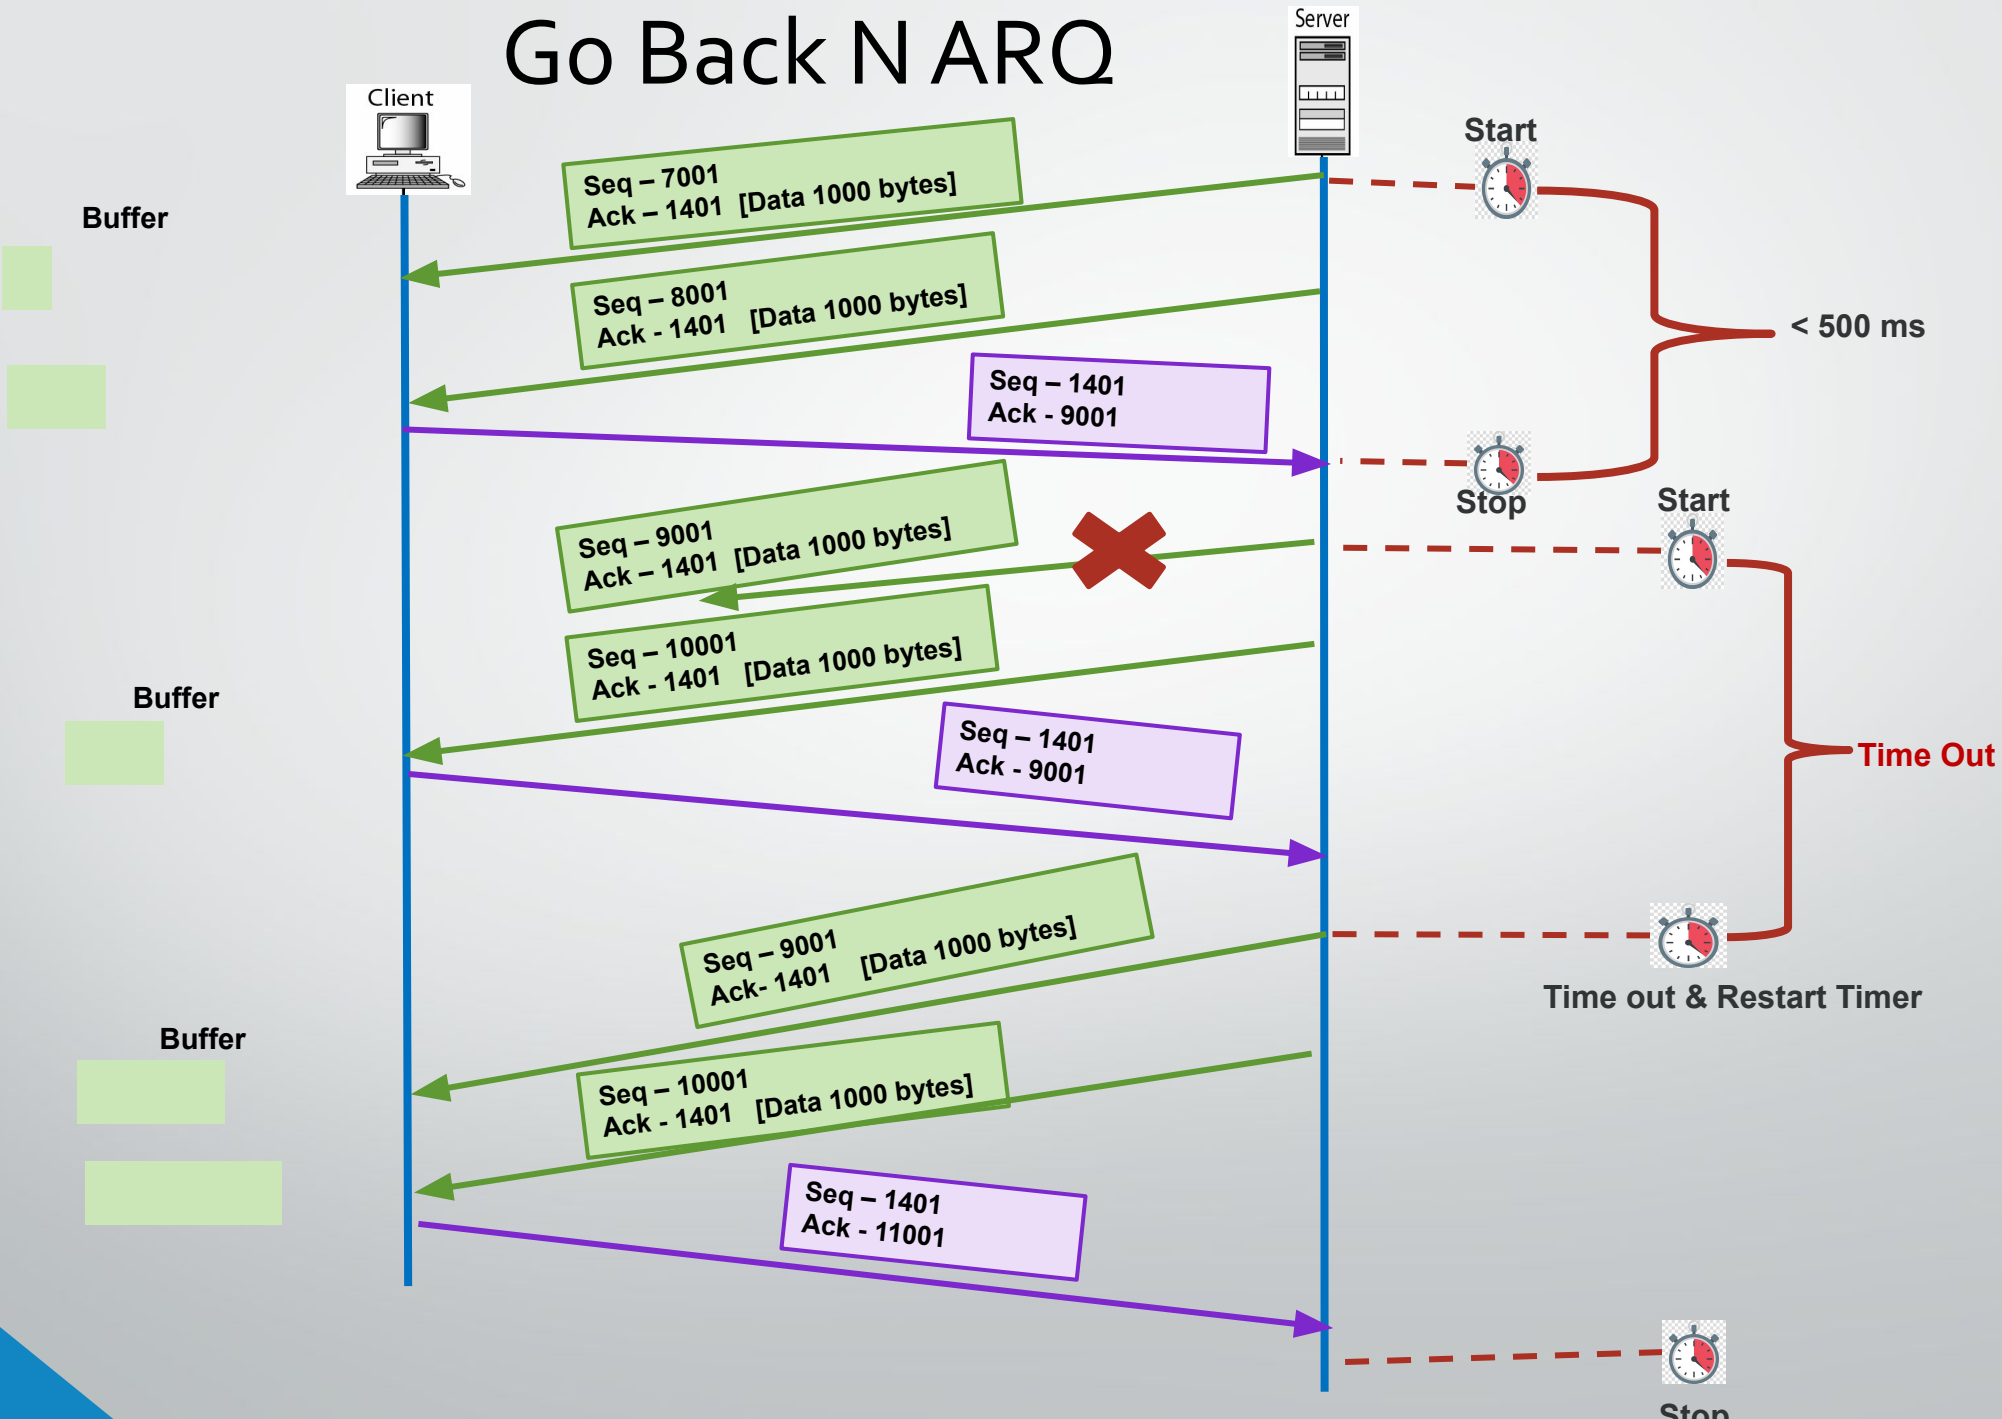 Go Back N ARQ
Server
Client
Start
Seq – 7001
Ack – 1401 [Data 1000 bytes]
Buffer
Seq – 8001
Ack - 1401 [Data 1000 bytes]
< 500 ms
Seq – 1401
Ack - 9001
Stop
Start
Seq – 9001
Ack – 1401 [Data 1000 bytes]
Seq – 10001
Ack - 1401 [Data 1000 bytes]
Buffer
Seq – 1401
Ack - 9001
Time Out
Seq – 9001
Ack- 1401 [Data 1000 bytes]
Time out & Restart Timer
Buffer
Seq – 10001
Ack - 1401 [Data 1000 bytes]
Seq – 1401
Ack - 11001
Stop